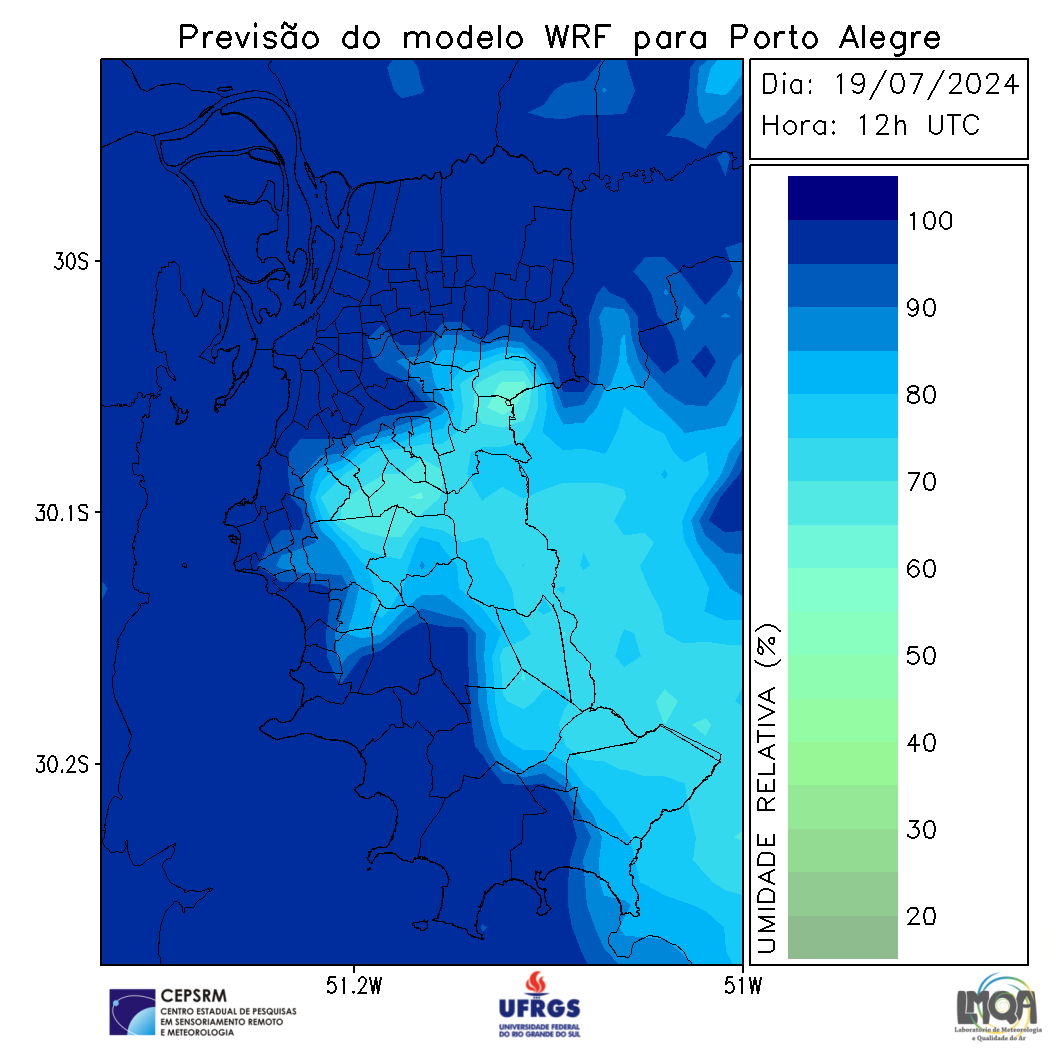 Previsão do modelo WRF para Porto Alegre
Dia: 19/07/2024
Hora: 12h UTC
30S
30.1S
30.2S
51.2W
51W
100
90
80
70
60
50
40
30
20
UMIDADE RELATIVA (%)
CEPSRM
CENTRO ESTADUAL DE PESQUISAS
EM SENSORIAMENTO REMOTO
E METEOROLOGIA
UFRGS
UNIVERSIDADE FEDERAL
DO RIO GRANDE DO SUL
LMQA
Laboratório de Meteorologia
e Qualidade do Ar